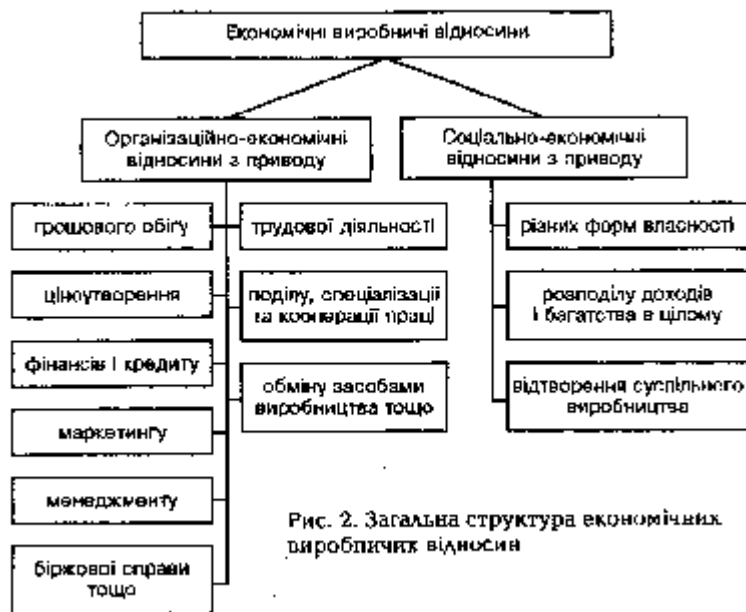 Економічні виробничі відносини
Організаційно-економічні
відносини з приводу
Соціально-економічні
відносини з приводу
грошового обігу
ціноутворення
фінансів і кредиту
маркетингу
менеджменту
біржової справи
тощо
трудової діяльності
поділу, спеціалізації
та кооперації праці
обміну засобами
виробництва тощо
різних форм власності
розподілу доходів
і багатства в цілому
відтворення суспільного
виробництва
Рис. 2. Загальна структура економічних
виробничих відносин